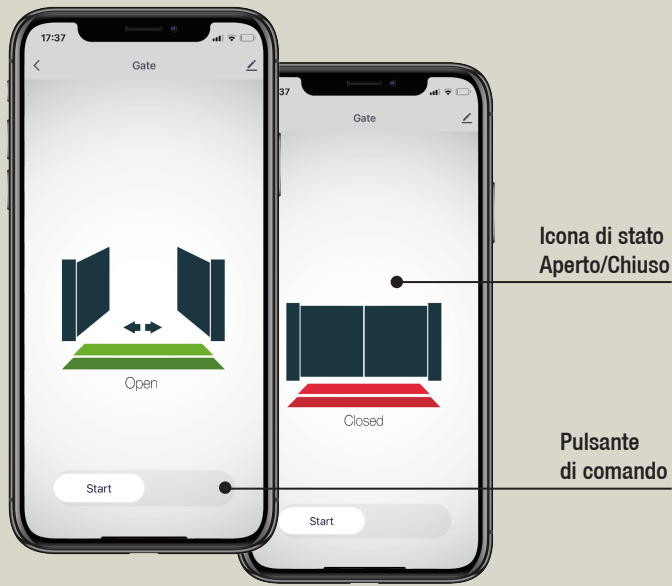 17:37
Gate
Open
Start
37
Gate
Closed
Start
Icona di stato
Aperto/Chiuso
Pulsante
di comando